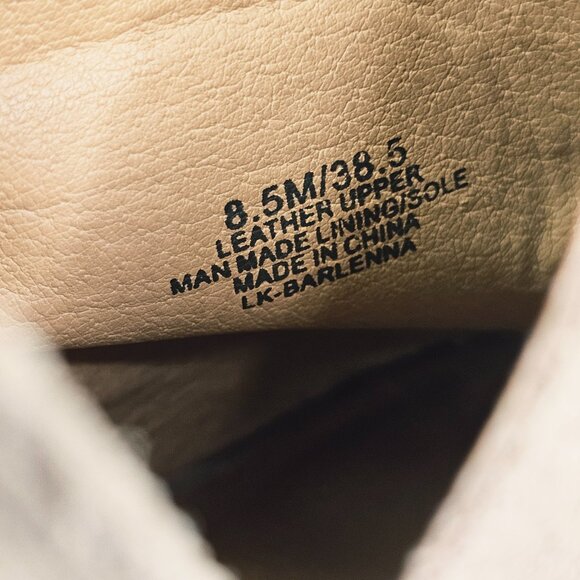 8.5M/38.5
LEATHER UPPER
MAN MADE LINING/SOLE
MADE IN CHINA
LK-BARLENNA